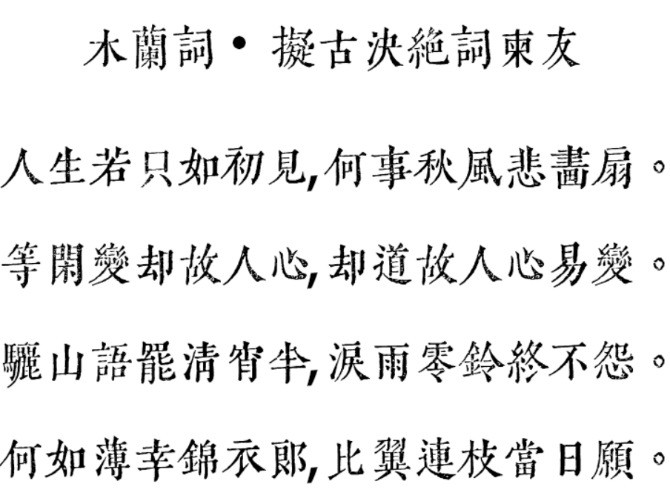 木蘭詞•擬古決絕詞柬友
人生若只如初見,何事秋風悲畵扇。
等閑變却故人心,却道故人心易變。
驪山語罷清宵半,淚雨零鈴終不怨。
何如薄幸錦衣郎,比翼連枝當日願。